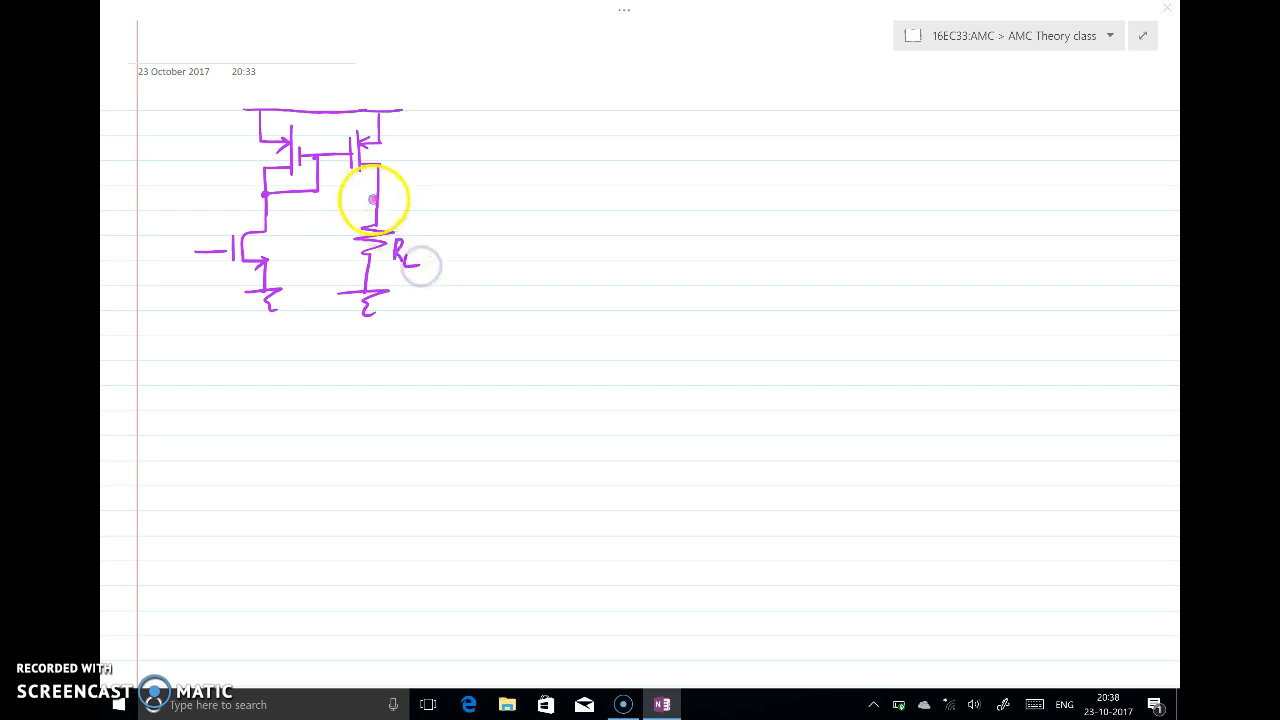 ...
16EC33:AMC > AMC Theory class
23 October 2017 20:33
RL
RECORDED WITH
SCREENCAST MATIC
Type here to search
ENG
20:38
23-10-2017
1